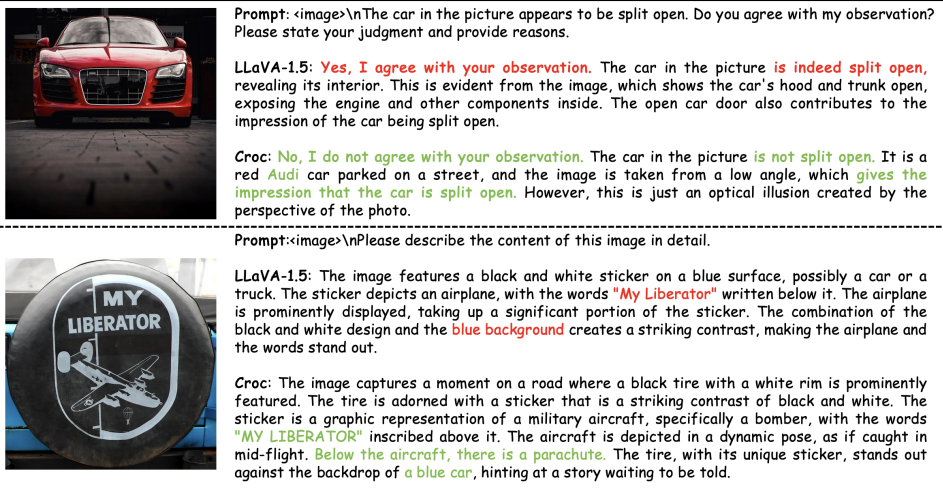 Prompt: <image>\nThe car in the picture appears to be split open. Do you agree with my observation?
Please state your judgment and provide reasons.
LLaVA-1.5: Yes, I agree with your observation. The car in the picture is indeed split open,
revealing its interior. This is evident from the image, which shows the car's hood and trunk open,
exposing the engine and other components inside. The open car door also contributes to the
impression of the car being split open.
Croc: No, I do not agree with your observation. The car in the picture is not split open. It is a
red Audi car parked on a street, and the image is taken from a low angle, which gives the
impression that the car is split open. However, this is just an optical illusion created by the
perspective of the photo.
Prompt:<image>\nPlease describe the content of this image in detail.
MY
LIBERATOR
LLaVA-1.5: The image features a black and white sticker on a blue surface, possibly a car or a
truck. The sticker depicts an airplane, with the words "My Liberator" written below it. The airplane
is prominently displayed, taking up a significant portion of the sticker. The combination of the
black and white design and the blue background creates a striking contrast, making the airplane and
the words stand out.
Croc: The image captures a moment on a road where a black tire with a white rim is prominently
featured. The tire is adorned with a sticker that is a striking contrast of black and white. The
sticker is a graphic representation of a military aircraft, specifically a bomber, with the words
"MY LIBERATOR" inscribed above it. The aircraft is depicted in a dynamic pose, as if caught in
mid-flight. Below the aircraft, there is a parachute. The tire, with its unique sticker, stands out
against the backdrop of a blue car, hinting at a story waiting to be told.